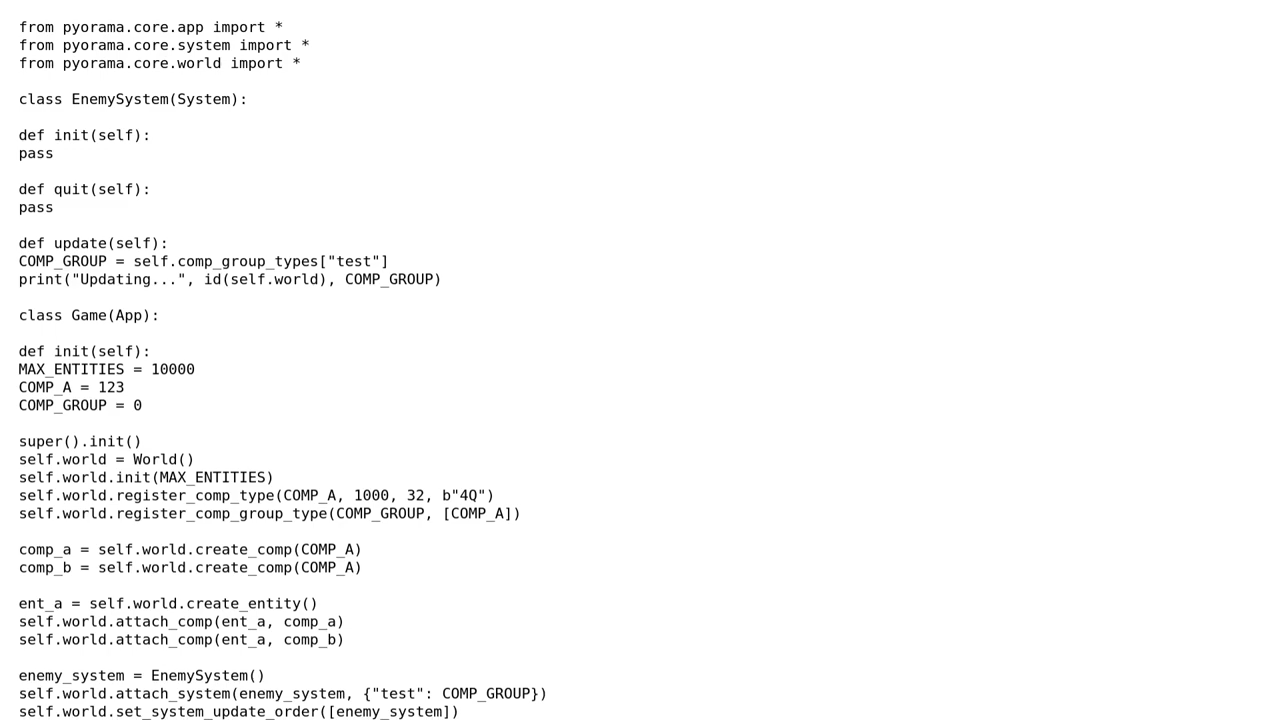 from pyorama.core.app import *
from pyorama.core.system import *
from pyorama.core.world import *

class EnemySystem(System):

def init(self):
pass

def quit(self):
pass

def update(self):
COMP_GROUP = self.comp_group_types["test"]
print("Updating...", id(self.world), COMP_GROUP)

class Game(App):

def init(self):
MAX_ENTITIES = 10000
COMP_A = 123
COMP_GROUP = 0

super().init()
self.world = World()
self.world.init(MAX_ENTITIES)
self.world.register_comp_type(COMP_A, 1000, 32, b"4Q")
self.world.register_comp_group_type(COMP_GROUP, [COMP_A])

comp_a = self.world.create_comp(COMP_A)
comp_b = self.world.create_comp(COMP_A)

ent_a = self.world.create_entity()
self.world.attach_comp(ent_a, comp_a)
self.world.attach_comp(ent_a, comp_b)

enemy_system = EnemySystem()
self.world.attach_system(enemy_system, {"test": COMP_GROUP})
self.world.set_system_update_order([enemy_system])